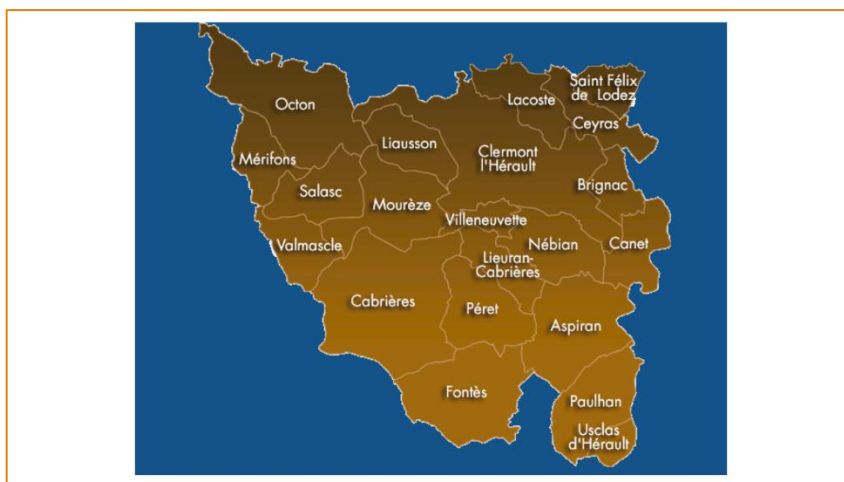 Saint Félix
de Lodez
Octon
Lacoste
Ceyras
Liausson
Clermont
l'Hérault
Mérifons
Salasc
Brignac
Mourèze
Villeneuvette
Valmascle
Nébian
Canet
Lieuran-
Cabrières
Cabrières
Péret
Aspiran
Fontès
Paulhan
Usclas
d'Hérault